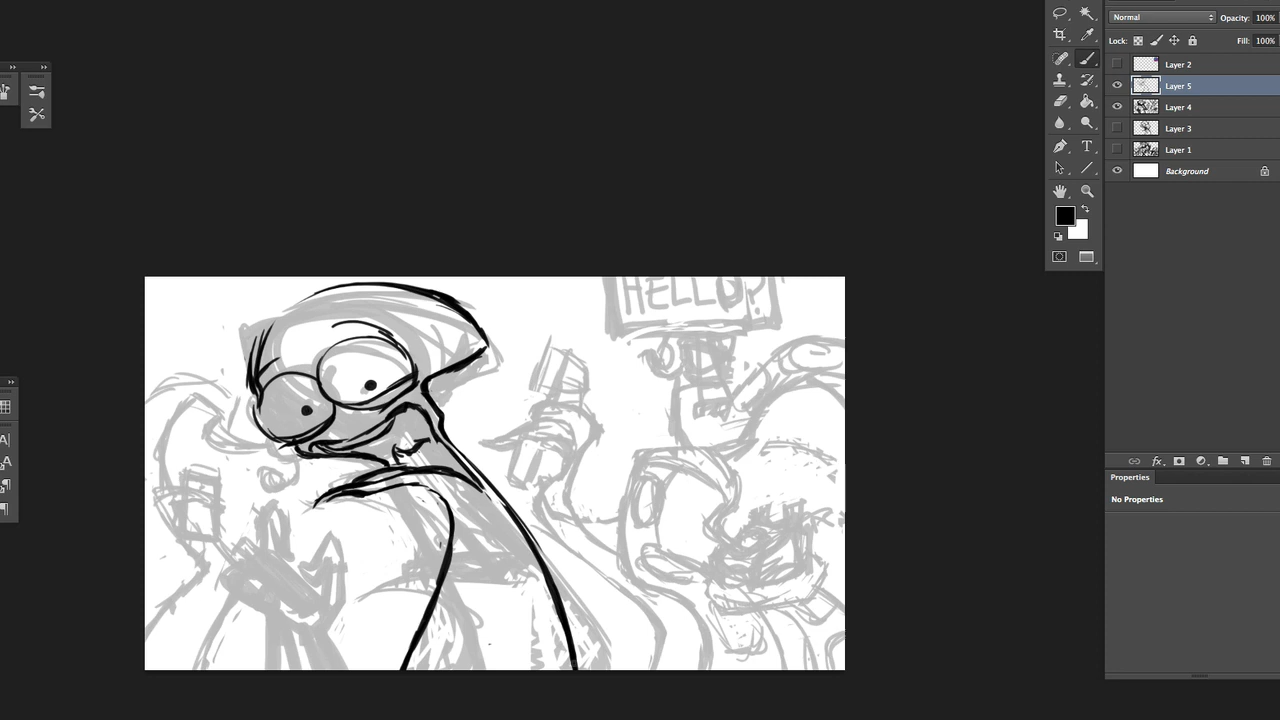 Normal
Opacity: 100%
Lock:
Fill: 100%
Layer 2
Layer 5
Layer 4
Layer 3
Layer 1
Background
HELLO?
Properties
No Properties